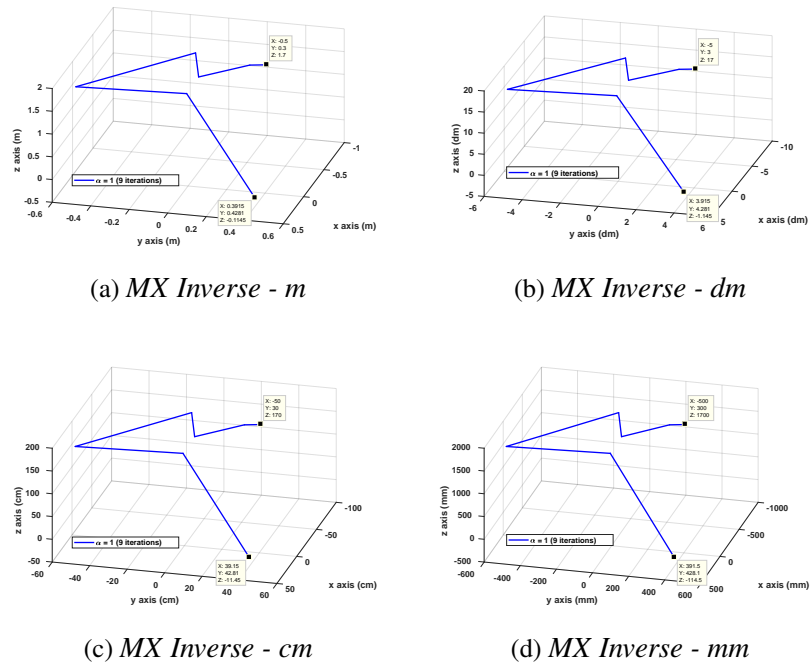 X: -0.5
Y: 0.3
Z: 1.7
2
1.5
1
0.5
0
-0.5
z axis (m)
α = 1 (9 iterations)
X: 0.3915
Y: 0.4281
Z: -0.1145
-0.6
-0.4
-0.2
0
0.2
0.4
0.6
y axis (m)
-1
-0.5
0
0.5
x axis (m)
(a) MX Inverse - m
X: -5
Y: 3
Z: 17
20
15
10
5
0
-5
z axis (dm)
α = 1 (9 iterations)
X: 3.915
Y: 4.281
Z: -1.145
-6
-4
-2
0
2
4
6
y axis (dm)
-10
-5
0
5
x axis (dm)
(b) MX Inverse - dm
X: -50
Y: 30
Z: 170
200
150
100
50
0
-50
z axis (cm)
α = 1 (9 iterations)
X: 39.15
Y: 42.81
Z: -11.45
-60
-40
-20
0
20
40
60
y axis (cm)
-100
-50
0
50
x axis (cm)
(c) MX Inverse - cm
X: -500
Y: 300
Z: 1700
2000
1500
1000
500
0
-500
z axis (mm)
α = 1 (9 iterations)
X: 391.5
Y: 428.1
Z: -114.5
-600
-400
-200
0
200
400
600
y axis (mm)
-1000
-500
0
500
x axis (mm)
(d) MX Inverse - mm